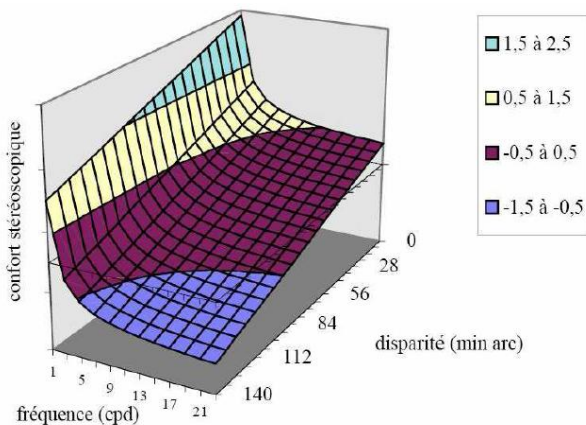 confort stéréoscopique
1,5 à 2,5
0,5 à 1,5
-0,5 à 0,5
-1,5 à -0,5
0
28
56
84
112
140
disparité (min arc)
1
5
9
13
17
21
fréquence (cpd)